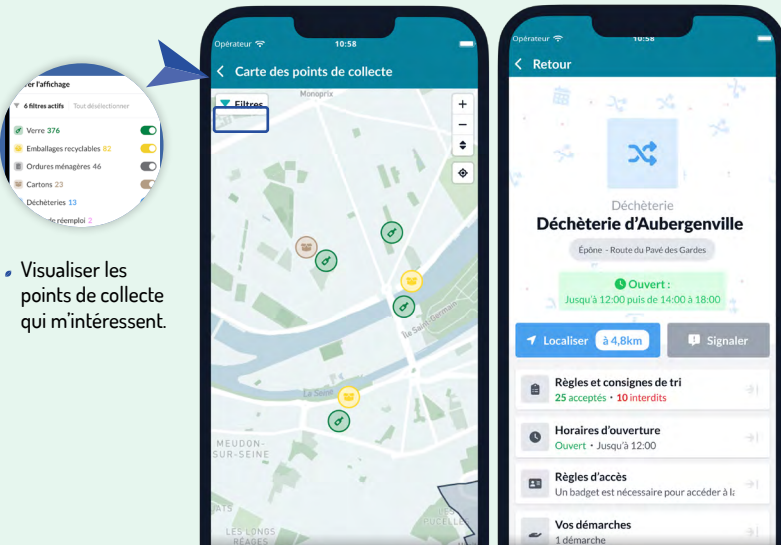 er l'affichage
6 filtres actifs Tout désélectionner
Verre 376
Emballages recyclables 82
Ordures ménagères 46
Cartons 23
Déchèteries 13
de réemploi 2
Visualiser les
points de collecte
qui m'intéressent.
Opérateur 10:58
Carte des points de collecte
Filtres
Monoprix
+
−
Île Saint-Germain
La Seine
MEUDON-
SUR-SEINE
LES LONGS
RÉAGES
Opérateur 10:58
Retour
Déchèterie
Déchèterie d'Aubergenville
Épône - Route du Pavé des Gardes
Ouvert :
Jusqu'à 12:00 puis de 14:00 à 18:00
Localiser à 4,8km Signaler
Règles et consignes de tri
25 acceptés • 10 interdits
Horaires d'ouverture
Ouvert • Jusqu'à 12:00
Règles d'accès
Un badget est nécessaire pour accéder à la
Vos démarches
1 démarche